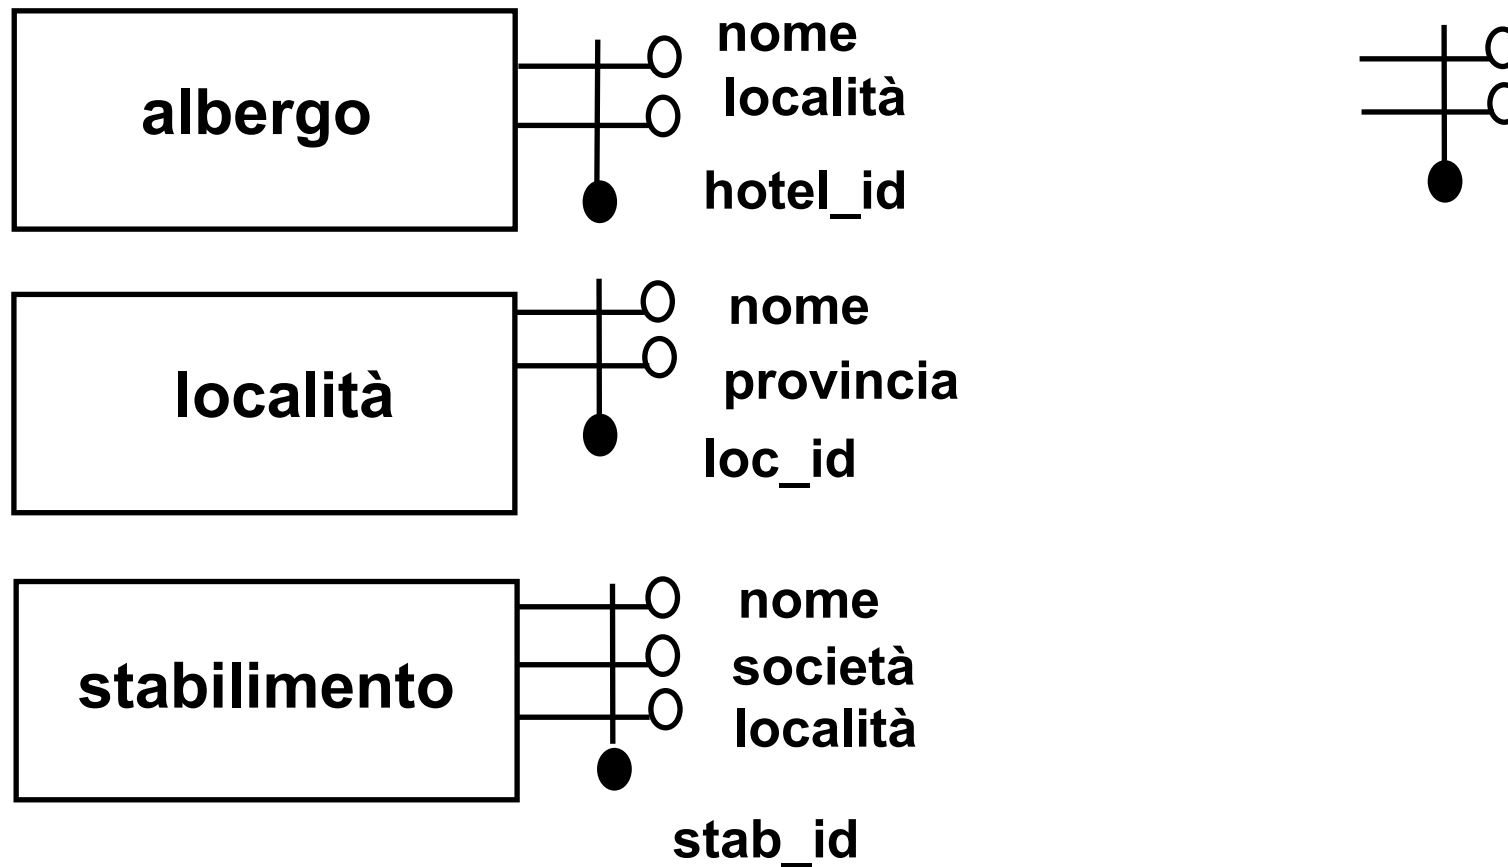 nome
albergo
località
hotel_id
nome
località
provincia
loc_id
nome
stabilimento
società
località
stab_id